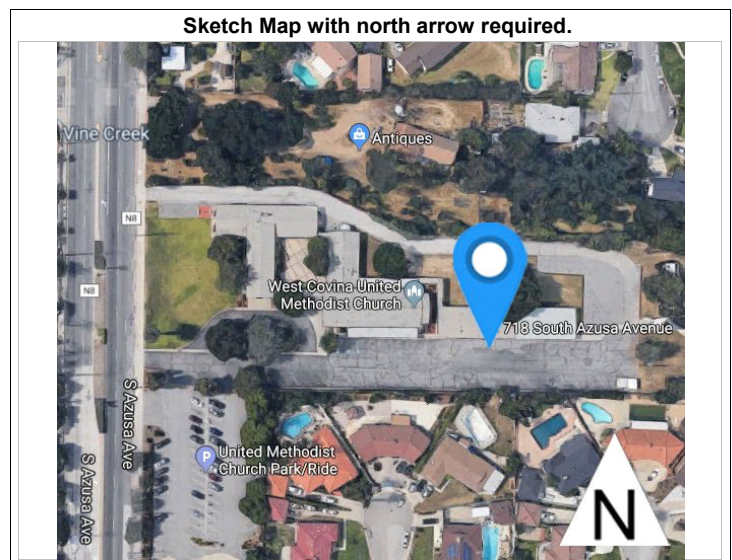 Sketch Map with north arrow required.
Vine Creek
Antiques
N8
N8
West Covina United
Methodist Church
718 South Azusa Avenue
S Azusa Ave
S Azusa Ave
P
United Methodist
Church Park/Ride
N